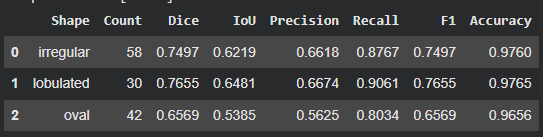 Shape Count Dice IoU Precision Recall F1 Accuracy
0 irregular 58 0.7497 0.6219 0.6618 0.8767 0.7497 0.9760
1 lobulated 30 0.7655 0.6481 0.6674 0.9061 0.7655 0.9765
2 oval 42 0.6569 0.5385 0.5625 0.8034 0.6569 0.9656